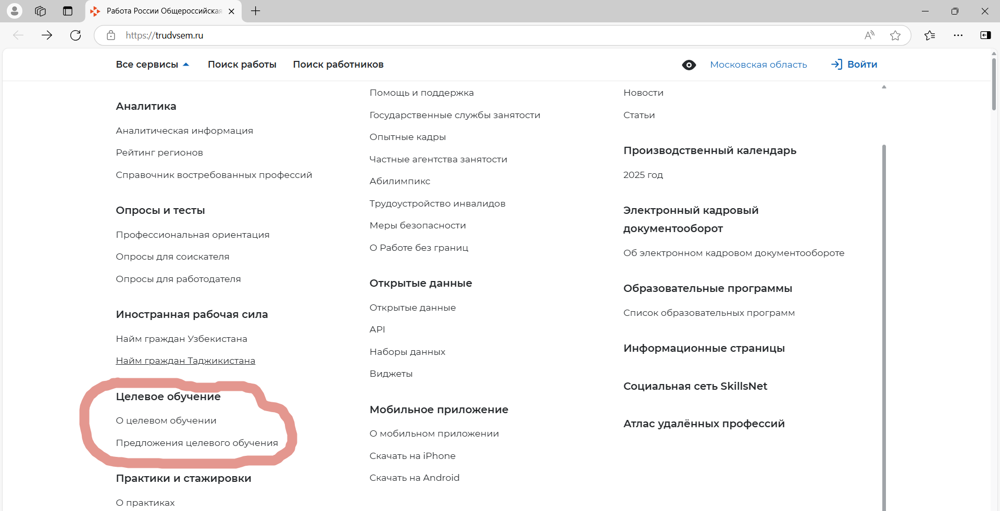 Работа России Общероссийская
https://trudvsem.ru
Все сервисы
Поиск работы
Поиск работников
Московская область
Войти
Аналитика
Аналитическая информация
Рейтинг регионов
Справочник востребованных профессий
Опросы и тесты
Профессиональная ориентация
Опросы для соискателя
Опросы для работодателя
Иностранная рабочая сила
Найм граждан Узбекистана
Найм граждан Таджикистана
Целевое обучение
О целевом обучении
Предложения целевого обучения
Практики и стажировки
О практиках
Помощь и поддержка
Государственные службы занятости
Опытные кадры
Частные агентства занятости
Абилимпикс
Трудоустройство инвалидов
Меры безопасности
О Работе без границ
Открытые данные
Открытые данные
API
Наборы данных
Виджеты
Мобильное приложение
О мобильном приложении
Скачать на iPhone
Скачать на Android
Новости
Статьи
Производственный календарь
2025 год
Электронный кадровый
документооборот
Об электронном кадровом документообороте
Образовательные программы
Список образовательных программ
Информационные страницы
Социальная сеть SkillsNet
Атлас удалённых профессий